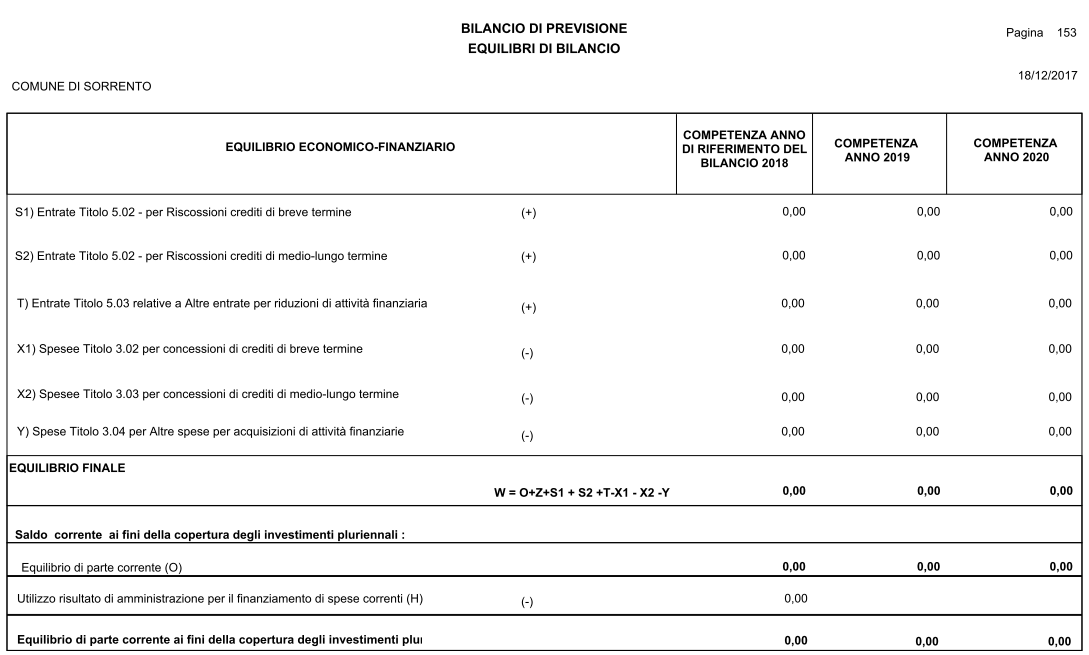 BILANCIO DI PREVISIONE
EQUILIBRI DI BILANCIO
Pagina 153
18/12/2017
COMUNE DI SORRENTO
EQUILIBRIO ECONOMICO-FINANZIARIO
COMPETENZA ANNO
DI RIFERIMENTO DEL
BILANCIO 2018
COMPETENZA
ANNO 2019
COMPETENZA
ANNO 2020
S1) Entrate Titolo 5.02 - per Riscossioni crediti di breve termine (+) 0,00 0,00 0,00
S2) Entrate Titolo 5.02 - per Riscossioni crediti di medio-lungo termine (+) 0,00 0,00 0,00
T) Entrate Titolo 5.03 relative a Altre entrate per riduzioni di attività finanziaria (+) 0,00 0,00 0,00
X1) Spesee Titolo 3.02 per concessioni di crediti di breve termine (-) 0,00 0,00 0,00
X2) Spesee Titolo 3.03 per concessioni di crediti di medio-lungo termine (-) 0,00 0,00 0,00
Y) Spese Titolo 3.04 per Altre spese per acquisizioni di attività finanziarie (-) 0,00 0,00 0,00
EQUILIBRIO FINALE
W = O+Z+S1 + S2 +T-X1 - X2 -Y 0,00 0,00 0,00
Saldo corrente ai fini della copertura degli investimenti pluriennali :
Equilibrio di parte corrente (O) 0,00 0,00 0,00
Utilizzo risultato di amministrazione per il finanziamento di spese correnti (H) (-) 0,00
Equilibrio di parte corrente ai fini della copertura degli investimenti 0,00 0,00 0,00